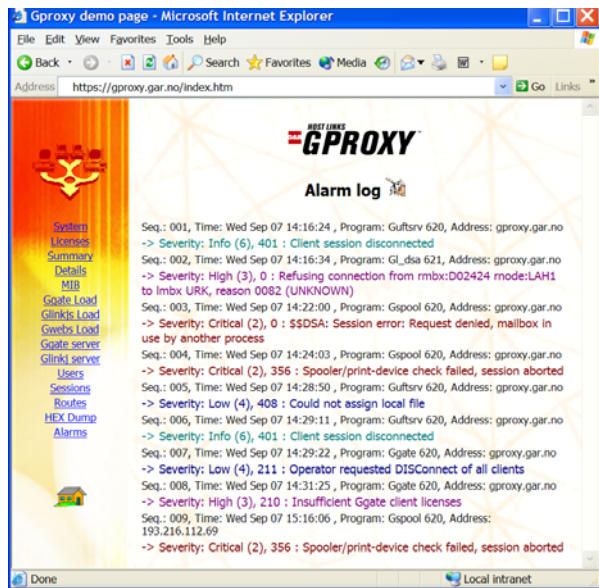 Gproxy demo page - Microsoft Internet Explorer
File Edit View Favorites Tools Help
Back Search Favorites Media
Address https://gproxy.gar.no/index.htm Go Links »
HOST LINKS
GPROXY
Alarm log
System
Licenses
Summary
Details
MIB
Ggate Load
Glinkjs Load
Gwebs Load
Ggate server
Glinkj server
Users
Sessions
Routes
HEX Dump
Alarms
Seq.: 001, Time: Wed Sep 07 14:16:24 , Program: Guftsrv 620, Address: gproxy.gar.no
-> Severity: Info (6), 401 : Client session disconnected
Seq.: 002, Time: Wed Sep 07 14:16:34 , Program: Gl_dsa 621, Address: gproxy.gar.no
-> Severity: High (3), 0 : Refusing connection from rmbx:D02424 rnode:LAH1
to lmbx URK, reason 0082 (UNKNOWN)
Seq.: 003, Time: Wed Sep 07 14:22:00 , Program: Gspool 620, Address: gproxy.gar.no
-> Severity: Critical (2), 0 : $$DSA: Session error: Request denied, mailbox in
use by another process
Seq.: 004, Time: Wed Sep 07 14:24:03 , Program: Gspool 620, Address: gproxy.gar.no
-> Severity: Critical (2), 356 : Spooler/print-device check failed, session aborted
Seq.: 005, Time: Wed Sep 07 14:28:50 , Program: Guftsrv 620, Address: gproxy.gar.no
-> Severity: Low (4), 408 : Could not assign local file
Seq.: 006, Time: Wed Sep 07 14:29:11 , Program: Guftsrv 620, Address: gproxy.gar.no
-> Severity: Info (6), 401 : Client session disconnected
Seq.: 007, Time: Wed Sep 07 14:29:22 , Program: Ggate 620, Address: gproxy.gar.no
-> Severity: Low (4), 211 : Operator requested DISConnect of all clients
Seq.: 008, Time: Wed Sep 07 14:31:25 , Program: Ggate 620, Address: gproxy.gar.no
-> Severity: High (3), 210 : Insufficient Ggate client licenses
Seq.: 009, Time: Wed Sep 07 15:16:06 , Program: Gspool 620, Address:
193.216.112.69
-> Severity: Critical (2), 356 : Spooler/print-device check failed, session aborted
Done Local intranet